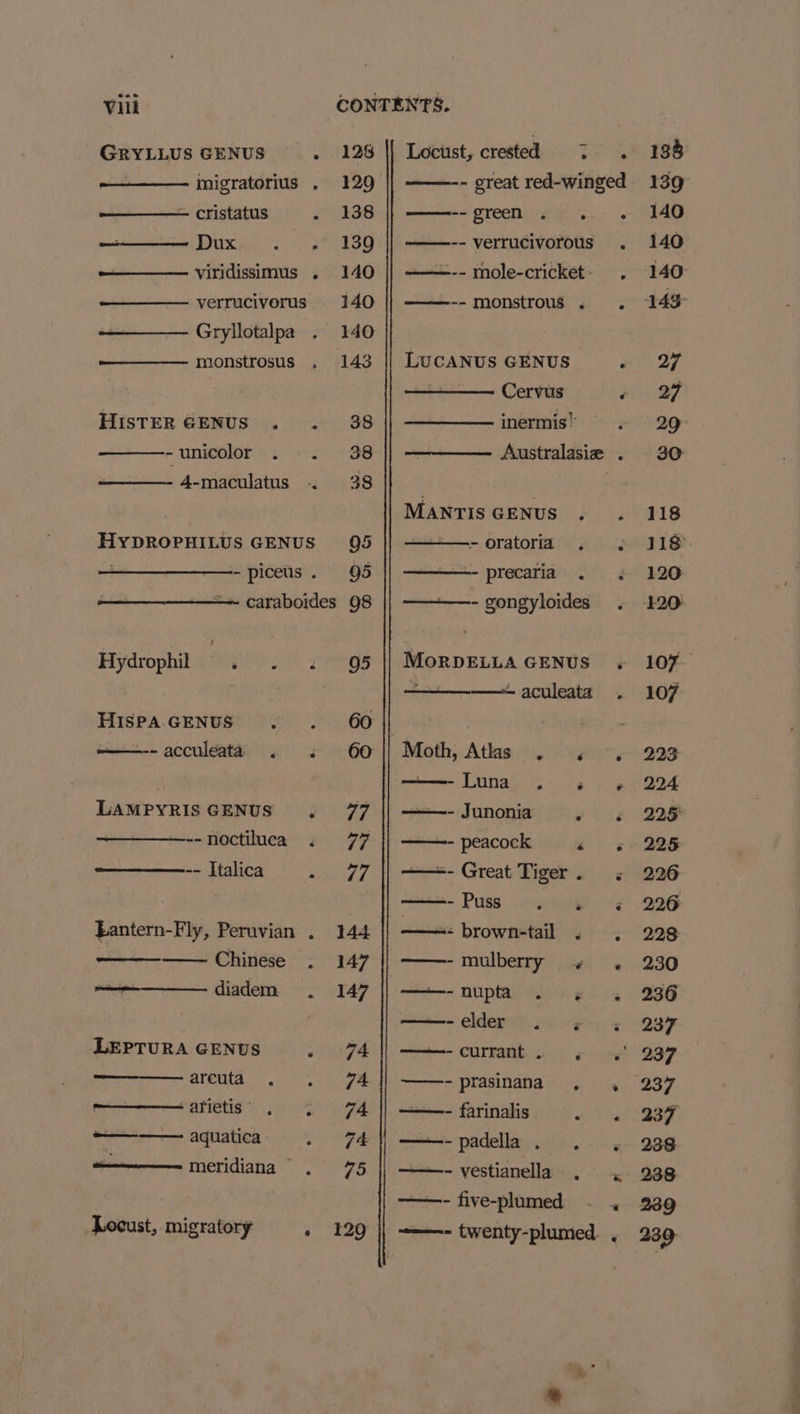 viii
CONTENTS.
GRYLLUS GENUS . 128
——— migratorius . 129
——— cristatus . 138
——— Dux . . 139
——— viridissimus . 140
——— verrucivorus 140
——— Gryllotalpa . 140
——— monstrosus . 143
HISTER GENUS . . 38
———- unicolor . . 38
———- 4-maculatus . 38
HYDROPHILUS GENUS 95
———- piceus . 95
———- caraboides 98
Hydrophil . . . 95
HISPA GENUS . . 60
——-- acculeata . . 60
LAMPYRIS GENUS . 77
———-- noctiluca . 77
———-- Italica . 77
Lantern-Fly, Peruvian . 144
——— Chinese . 147
——— diadem . 147
LEPTURA GENUS . 74
——— arcuta . . 74
——— arietis . . 74
——— aquatica . 74
——— meridiana . 75
Locust, migratory . 129
Locust, crested . . 138
——-- great red-winged 139
——-- green . . . 140
——-- verrucivorous . 140
——-- mole-cricket . 140
——-- monstrous . . 143
LUCANUS GENUS . 27
——— Cervus . 27
——— inermis . 29
——— Australasiæ . 30
MANTIS GENUS . . 118
———- oratoria . . 118
———- precaria . . 120
———- gongyloides . 120
MORDELLA GENUS . 107
———- aculeata . 107
Moth, Atlas . . . 223
——- Luna . . . 224
——- Junonia . . 225
——- peacock . . 225
——- Great Tiger . . 226
——- Puss . . . 226
——- brown-tail . . 228
——- mulberry . . 230
——- nupta . . . 236
——- elder . . . 237
——- currant . . . 237
——- prasinana . . 237
——- farinalis . . 237
——- padella . . . 238
——- vestianella . . 238
——- five-plumed . 239
——- twenty-plumed . 239